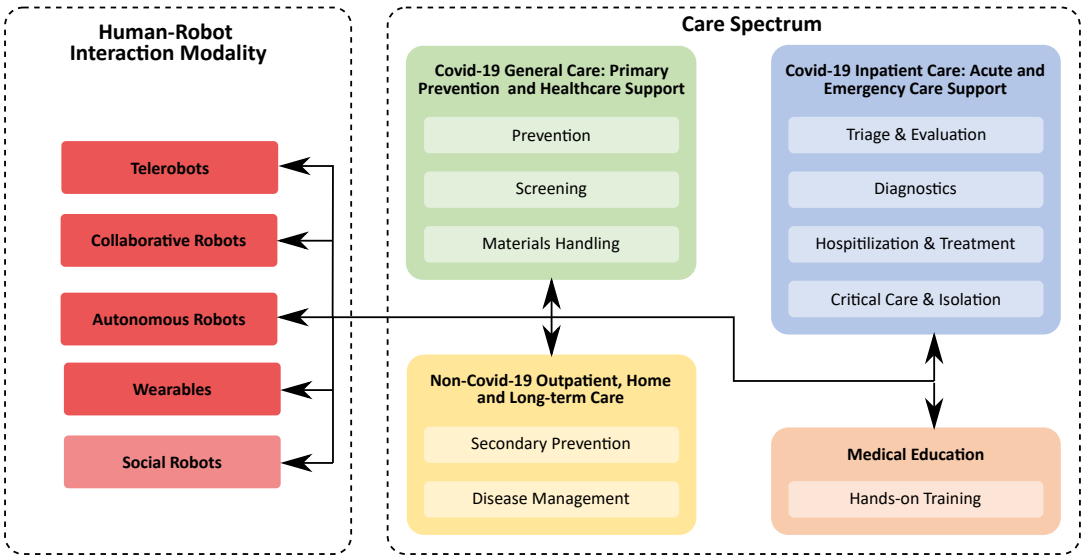 Human-Robot
Interaction Modality
Telerobots
Collaborative Robots
Autonomous Robots
Wearables
Social Robots
Care Spectrum
Covid-19 General Care: Primary
Prevention and Healthcare Support
Prevention
Screening
Materials Handling
Covid-19 Inpatient Care: Acute and
Emergency Care Support
Triage & Evaluation
Diagnostics
Hospitilization & Treatment
Critical Care & Isolation
Non-Covid-19 Outpatient, Home
and Long-term Care
Secondary Prevention
Disease Management
Medical Education
Hands-on Training